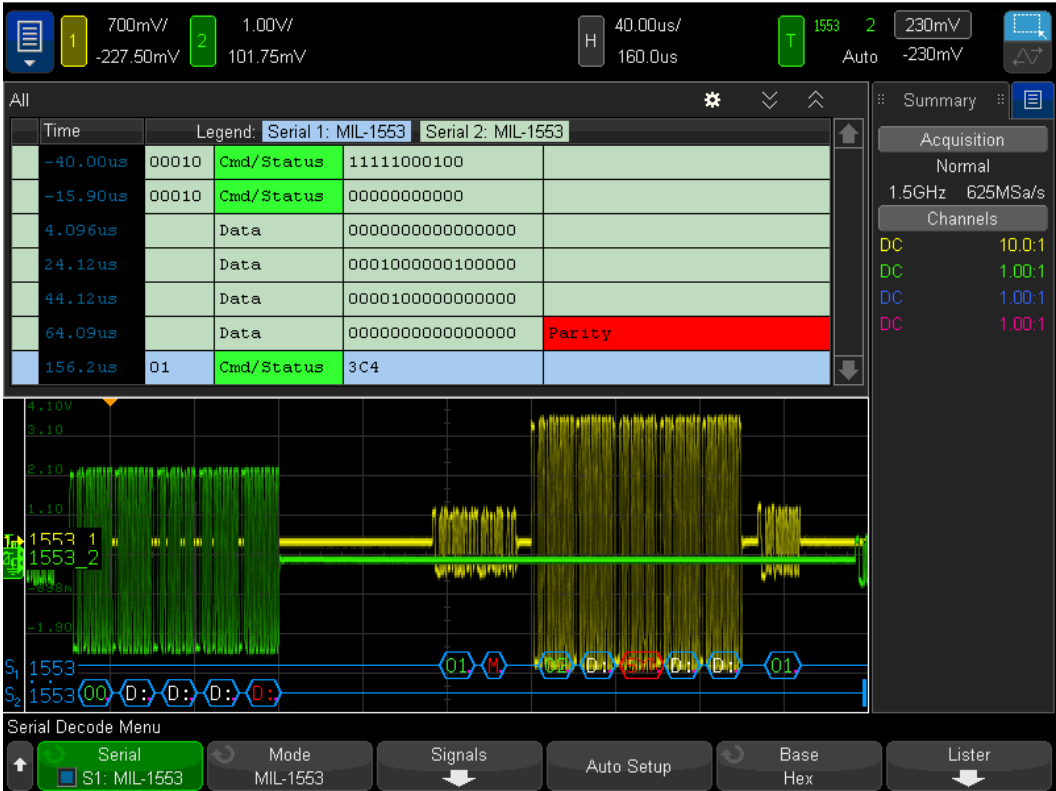 1 700mV/ -227.50mV 2 1.00V/ 101.75mV H 40.00us/ 160.0us T 1553 2 Auto 230mV -230mV
All
Summary
Time Legend: Serial 1: MIL-1553 Serial 2: MIL-1553
-40.00us 00010 Cmd/Status 11111000100
-15.90us 00010 Cmd/Status 00000000000
4.096us Data 0000000000000000
24.12us Data 0001000000100000
44.12us Data 0000100000000000
64.09us Data 0000000000000000 Parity
156.2us 01 Cmd/Status 3C4
Acquisition
Normal
1.5GHz 625MSa/s
Channels
DC 10.0:1
DC 1.00:1
DC 1.00:1
DC 1.00:1
4.10V
3.10
2.10
1.10
1553_1
1553_2
-898m
-1.90
S1 1553 01 M D: D: D: 01
S2 1553 00 D: D: D: D:
Serial Decode Menu
Serial Mode Signals Auto Setup Base Lister
S1: MIL-1553 MIL-1553 Hex